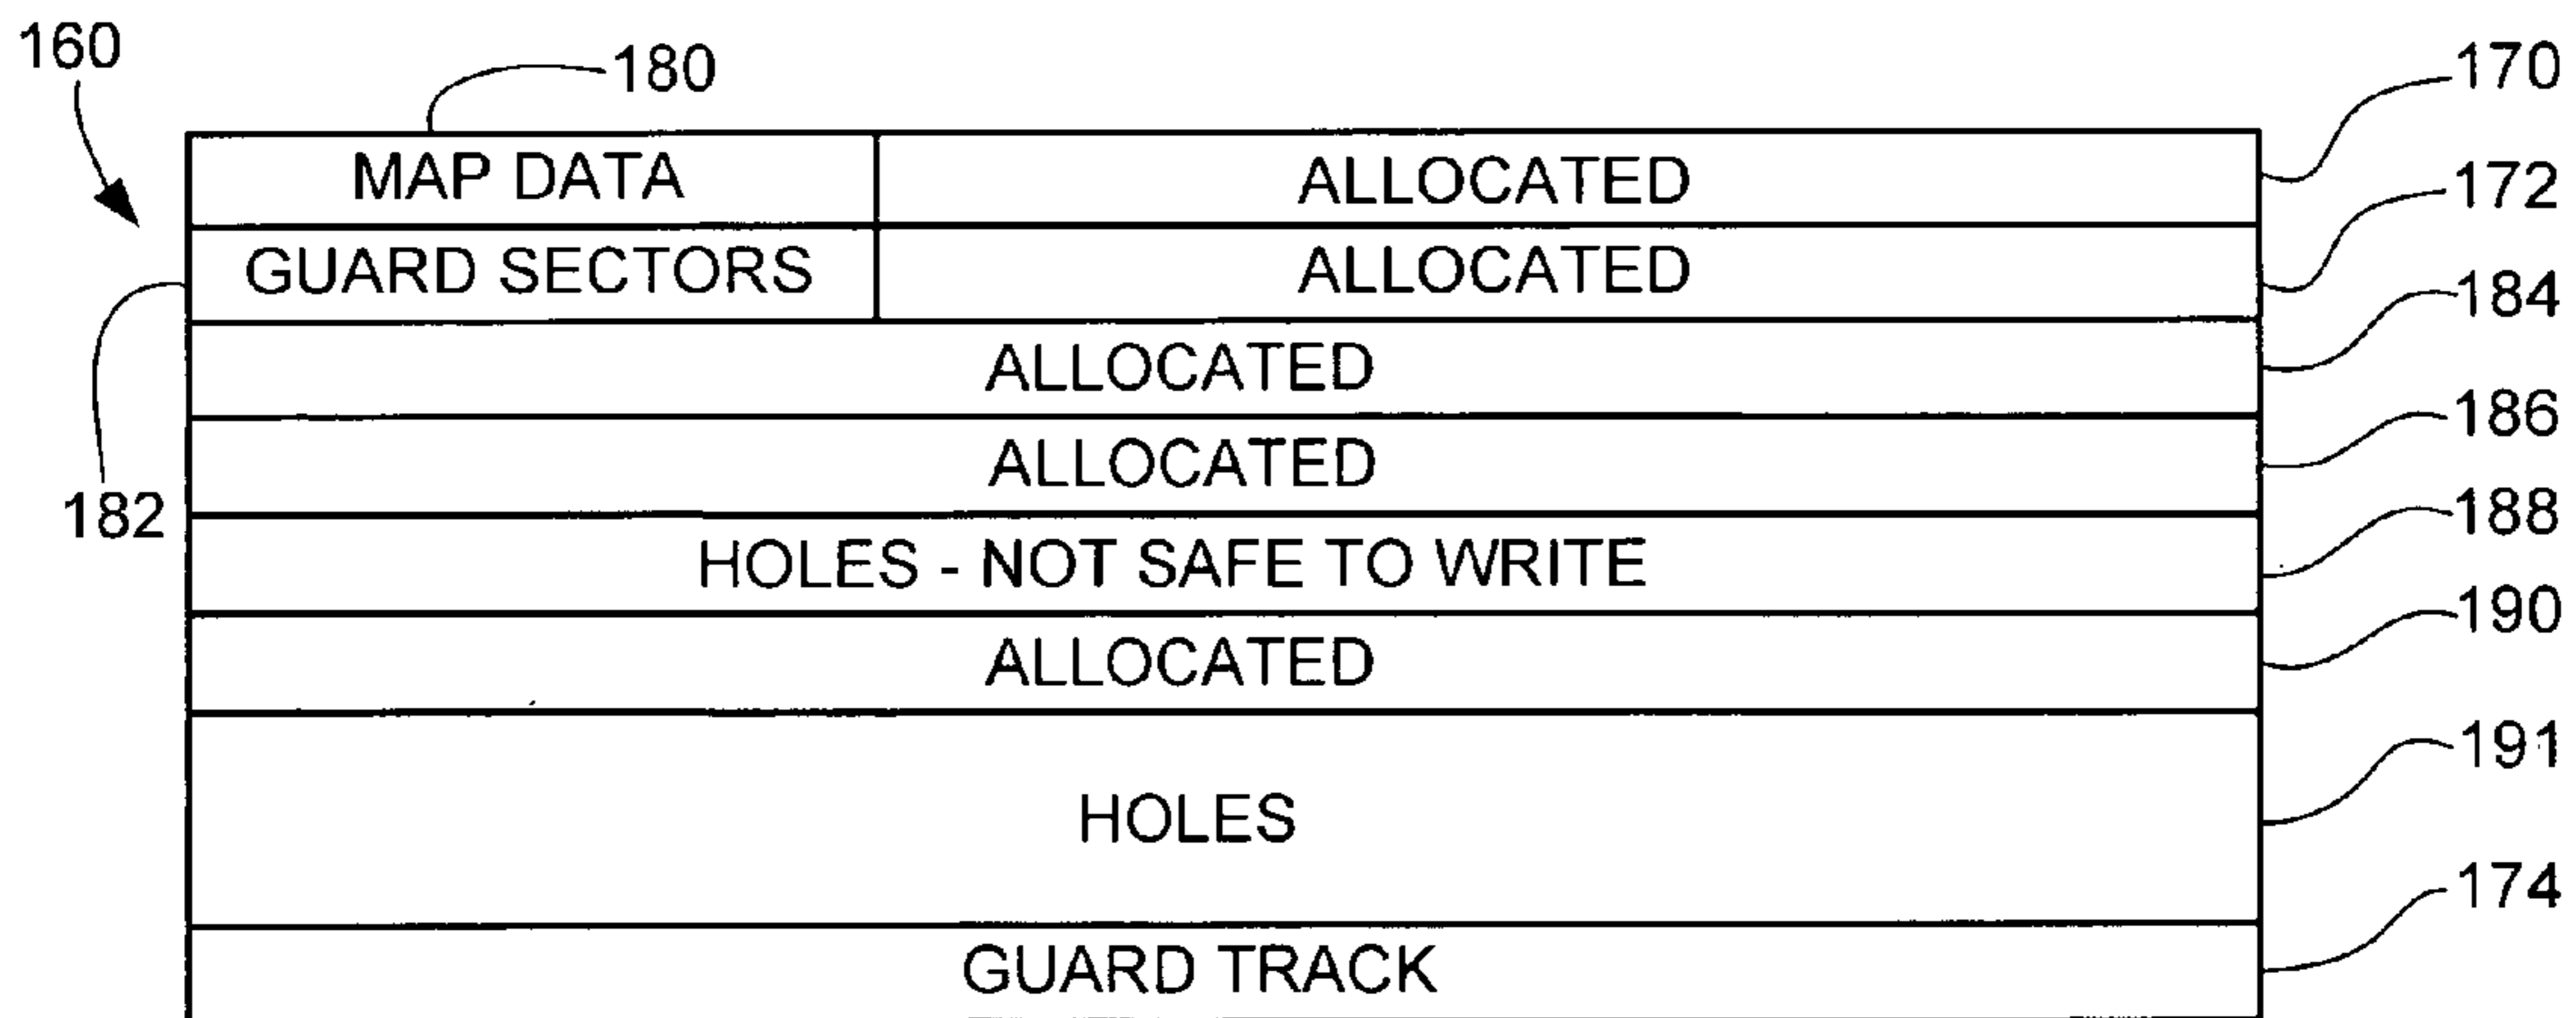 160
180
170
MAP DATA ALLOCATED
172
GUARD SECTORS ALLOCATED
184
ALLOCATED
186
ALLOCATED
182
188
HOLES - NOT SAFE TO WRITE
190
ALLOCATED
191
HOLES
174
GUARD TRACK